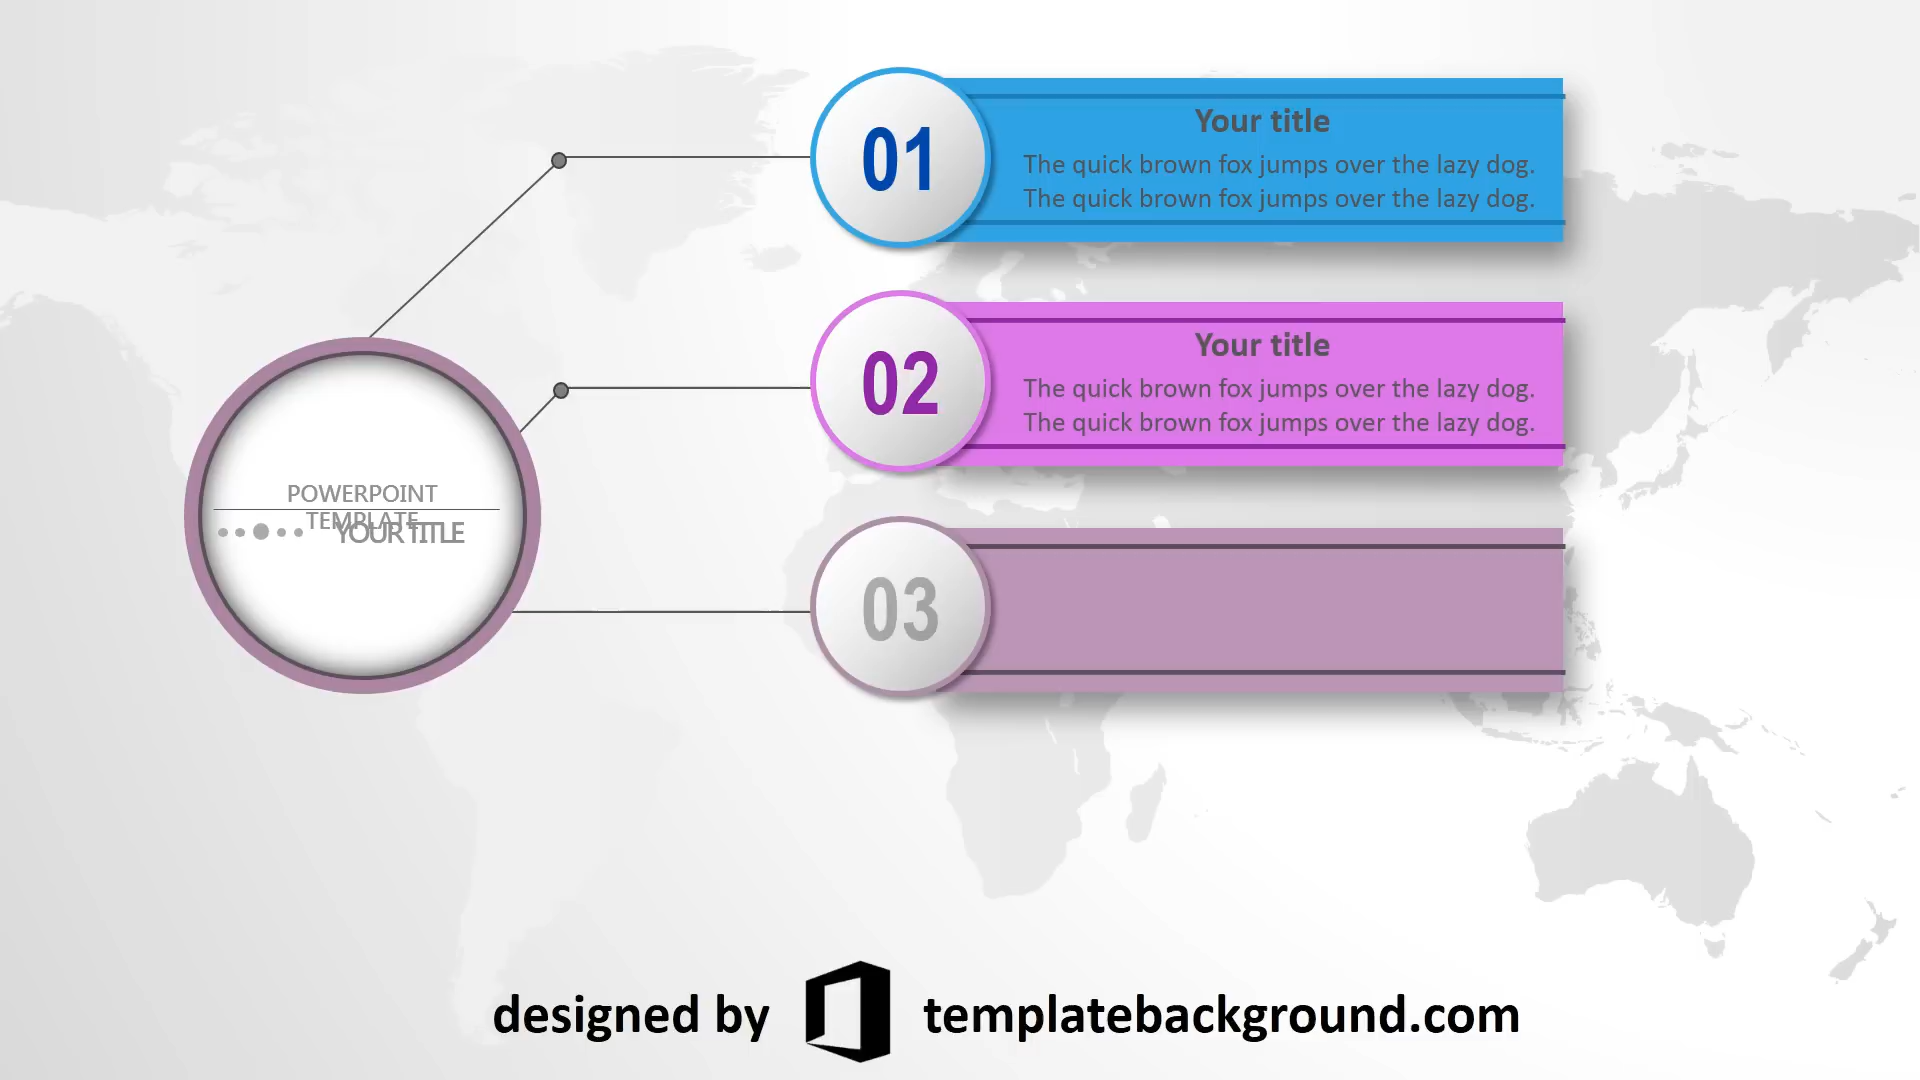 01
Your title
The quick brown fox jumps over the lazy dog.
The quick brown fox jumps over the lazy dog.
02
Your title
The quick brown fox jumps over the lazy dog.
The quick brown fox jumps over the lazy dog.
POWERPOINT
TEMPLATE
YOUR TITLE
03
designed by templatebackground.com